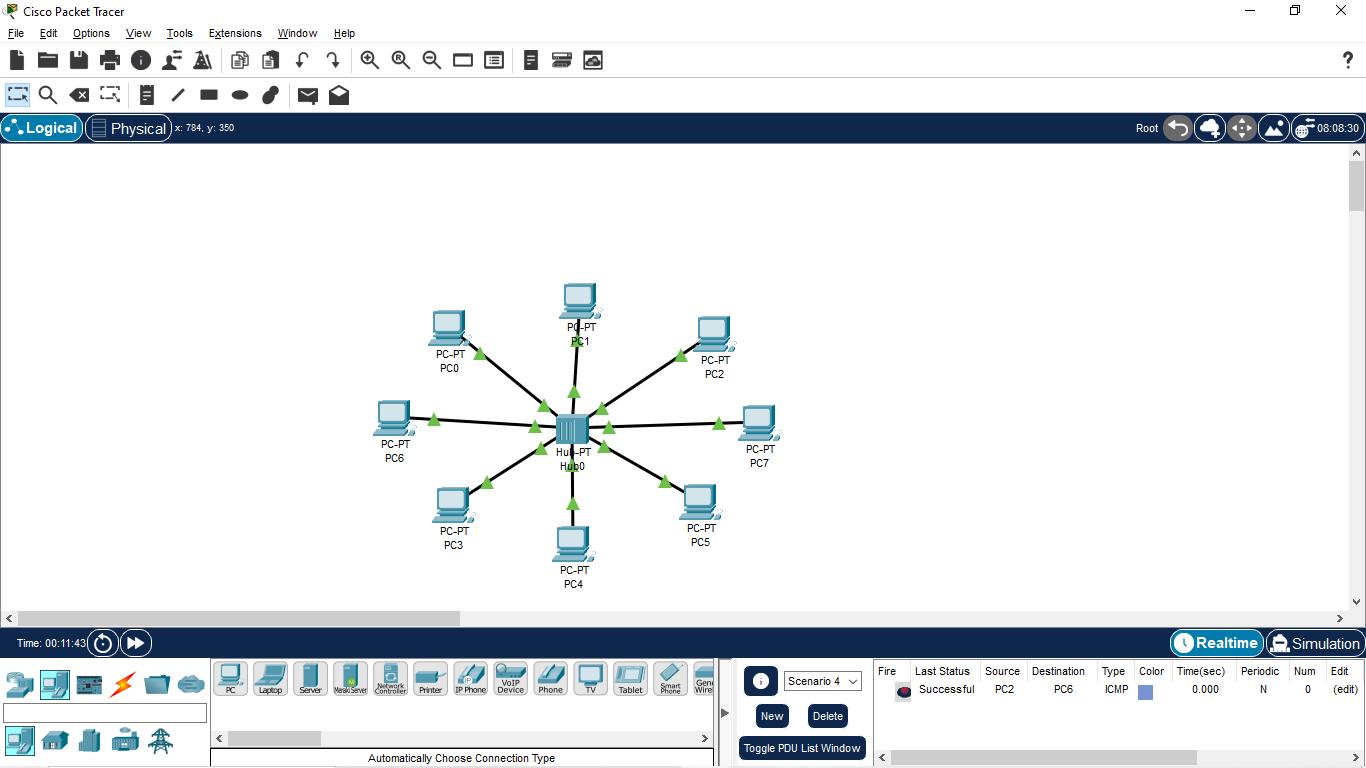 Cisco Packet Tracer
File Edit Options View Tools Extensions Window Help
Logical Physical x: 784, y: 350 Root 08:08:30
PC-PT
PC1
PC-PT
PC0
PC-PT
PC2
PC-PT
PC6
Hub-PT
Hub0
PC-PT
PC7
PC-PT
PC3
PC-PT
PC5
PC-PT
PC4
Time: 00:11:43 Realtime Simulation
PC Laptop Server Meraki Server Network Controller Printer IP Phone VoIP Device Phone TV Tablet Smart Phone
Automatically Choose Connection Type
Scenario 4
New Delete
Toggle PDU List Window
Fire Last Status Source Destination Type Color Time(sec) Periodic Num Edit
Successful PC2 PC6 ICMP 0.000 N 0 (edit)